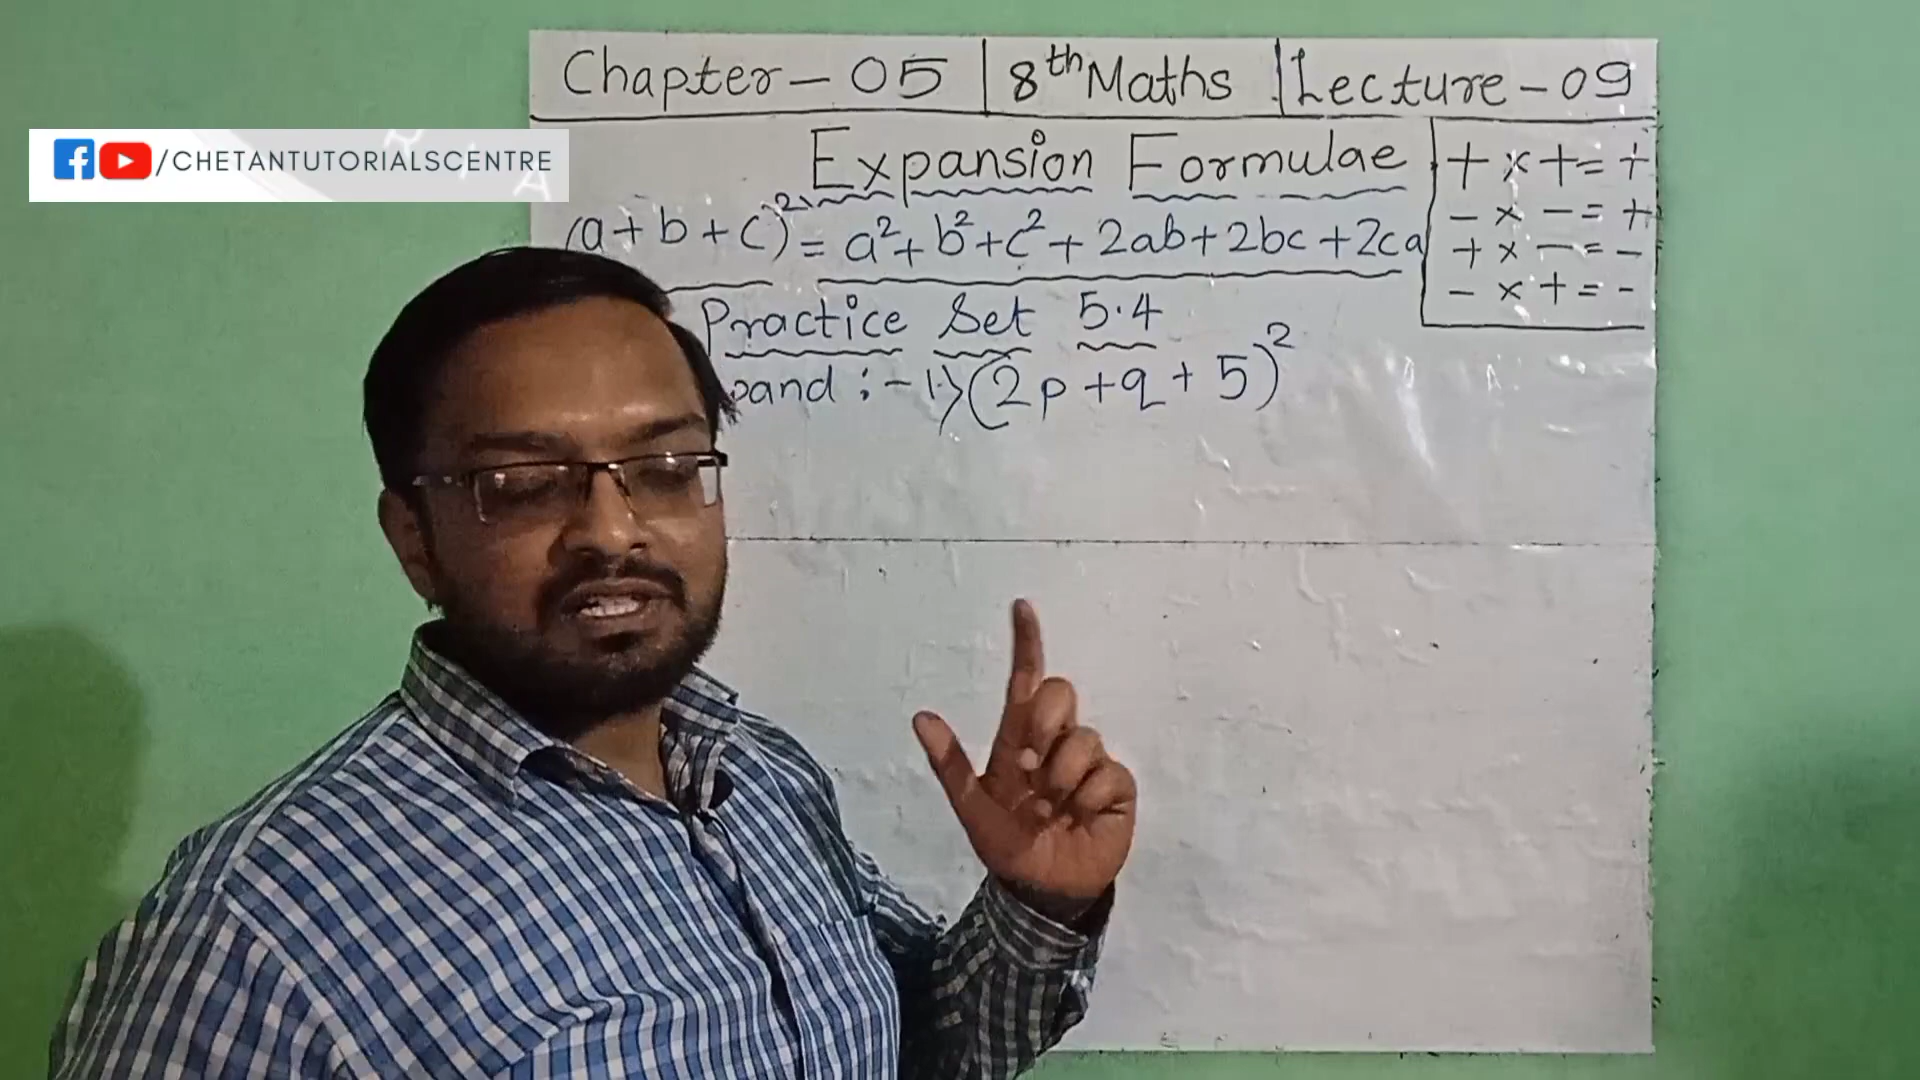 Chapter - 05 | 8th Maths | Lecture - 09
/CHETANTUTORIALSCENTRE
Expansion Formulae
+ × + = +
- × - = +
+ × - = -
- × + = -
(a + b + c)² = a² + b² + c² + 2ab + 2bc + 2ca
Practice Set 5.4
pand :- 1) (2p + q + 5)²